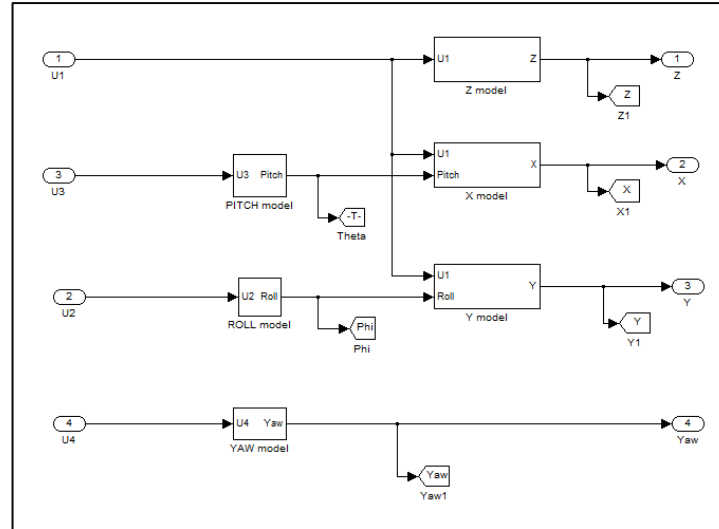 1
U1
U1 Z
Z model
1
Z
Z
Z1
3
U3
U3 Pitch
PITCH model
-T-
Theta
U1
Pitch
X
X model
2
X
X
X1
2
U2
U2 Roll
ROLL model
Phi
Phi
U1
Roll
Y
Y model
3
Y
Y
Y1
4
U4
U4 Yaw
YAW model
Yaw
Yaw1
4
Yaw